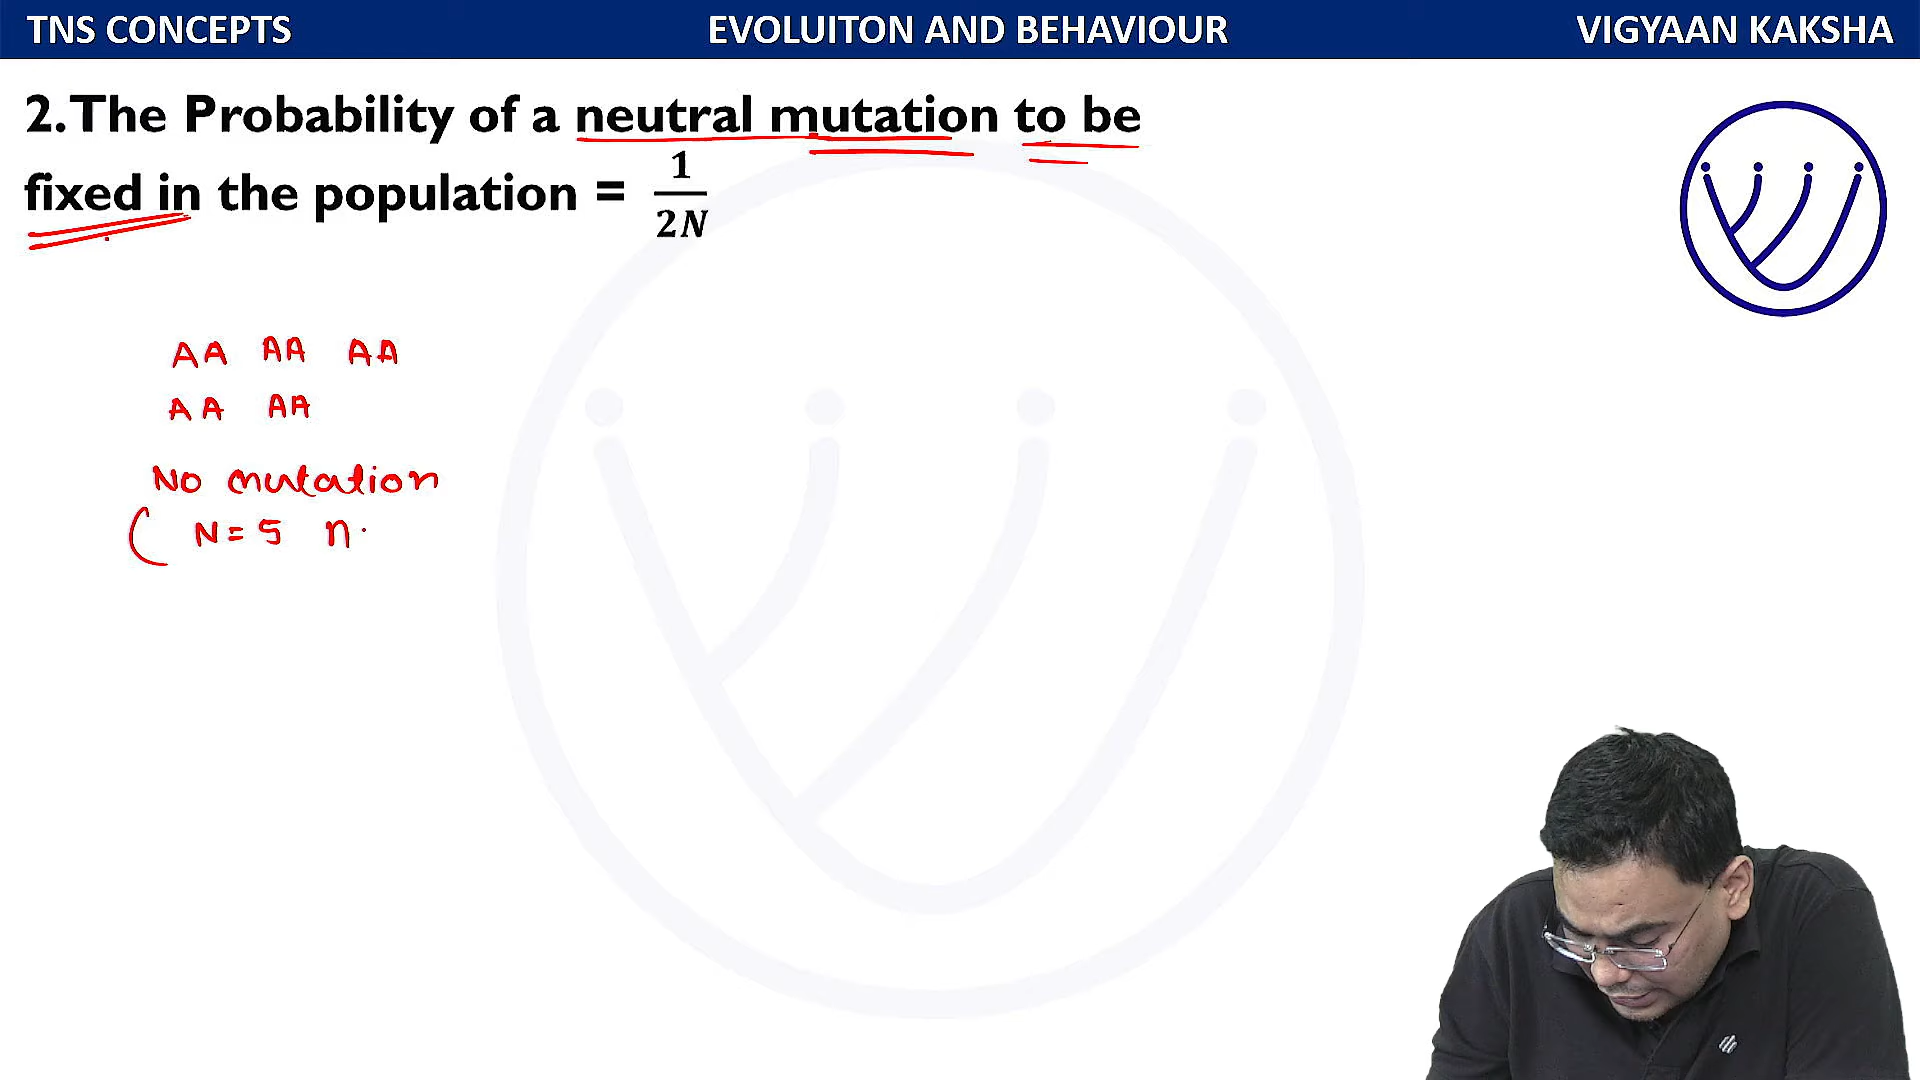 TNS CONCEPTS EVOLUITON AND BEHAVIOUR VIGYAAN KAKSHA
2. The Probability of a neutral mutation to be
fixed in the population = 1/2N
AA AA AA
AA AA
No mutation
( N = 5 n